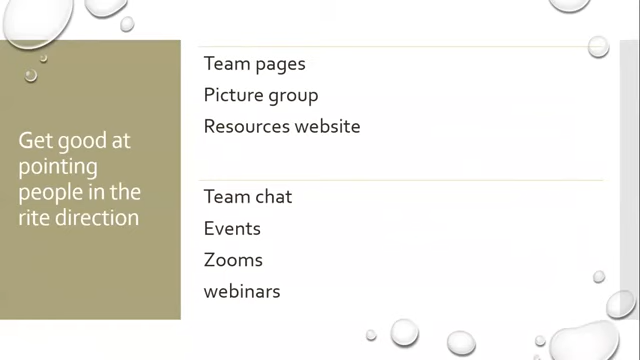 Get good at
pointing
people in the
rite direction
Team pages
Picture group
Resources website
Team chat
Events
Zooms
webinars